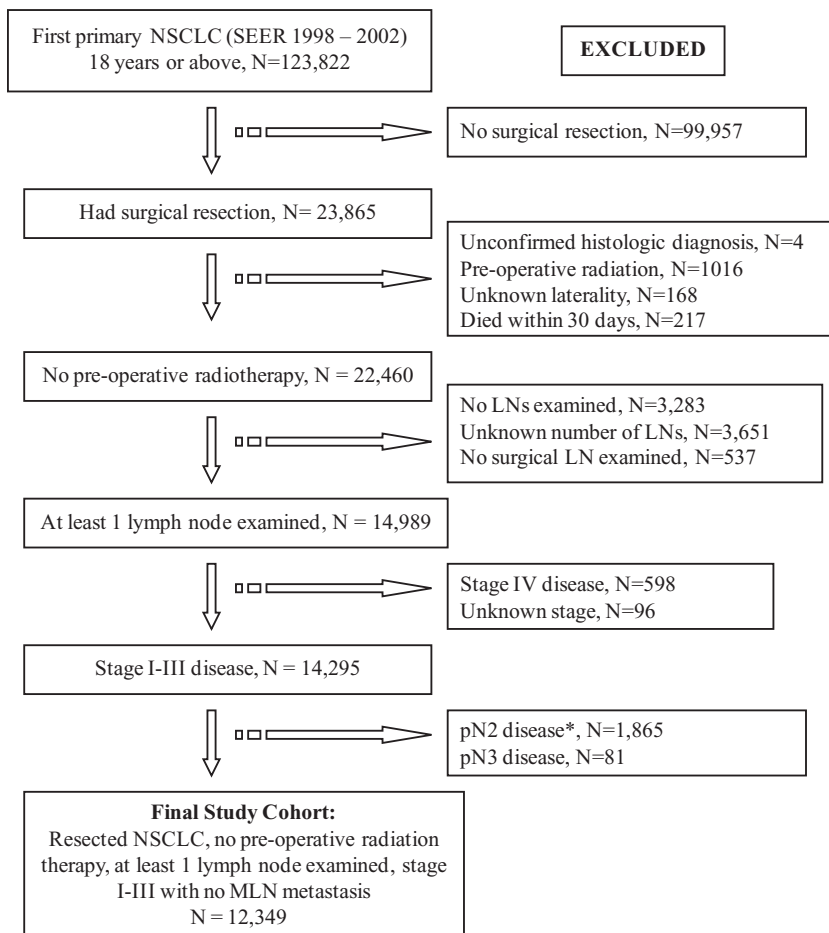 First primary NSCLC (SEER 1998 – 2002)
18 years or above, N=123,822
EXCLUDED
No surgical resection, N=99,957
Had surgical resection, N= 23,865
Unconfirmed histologic diagnosis, N=4
Pre-operative radiation, N=1016
Unknown laterality, N=168
Died within 30 days, N=217
No pre-operative radiotherapy, N = 22,460
No LNs examined, N=3,283
Unknown number of LNs, N=3,651
No surgical LN examined, N=537
At least 1 lymph node examined, N = 14,989
Stage IV disease, N=598
Unknown stage, N=96
Stage I-III disease, N = 14,295
pN2 disease*, N=1,865
pN3 disease, N=81
Final Study Cohort:
Resected NSCLC, no pre-operative radiation
therapy, at least 1 lymph node examined, stage
I-III with no MLN metastasis
N = 12,349